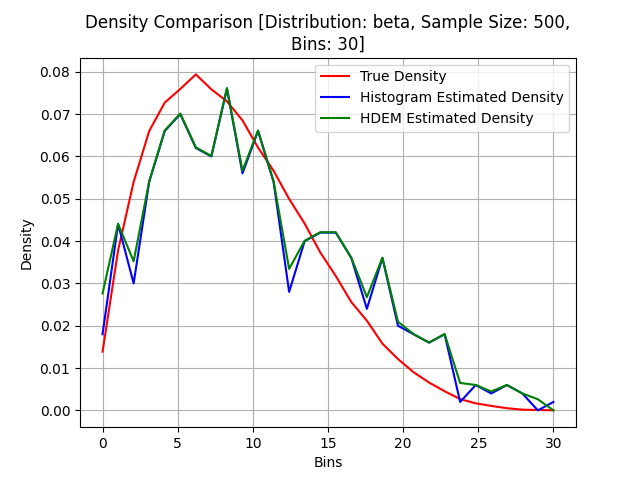 Density Comparison [Distribution: beta, Sample Size: 500,
Bins: 30]
True Density
Histogram Estimated Density
HDEM Estimated Density
Density
0.08
0.07
0.06
0.05
0.04
0.03
0.02
0.01
0.00
0 5 10 15 20 25 30
Bins